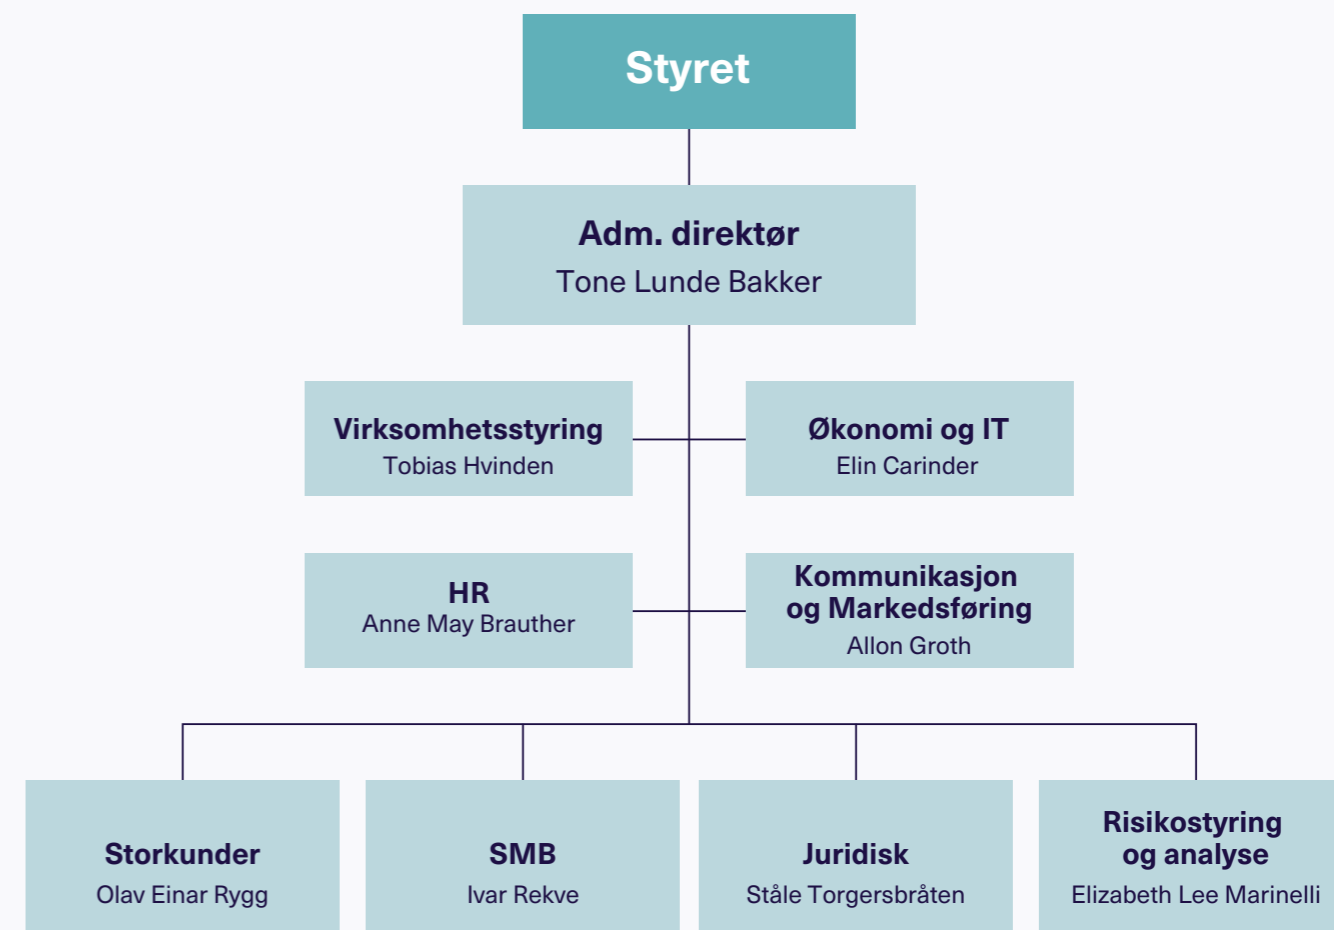 Styret
Adm. direktør
Tone Lunde Bakker
Virksomhetsstyring
Tobias Hvinden
Økonomi og IT
Elin Carinder
HR
Anne May Brauther
Kommunikasjon
og Markedsføring
Allon Groth
Storkunder
Olav Einar Rygg
SMB
Ivar Rekve
Juridisk
Ståle Torgersbråten
Risikostyring
og analyse
Elizabeth Lee Marinelli